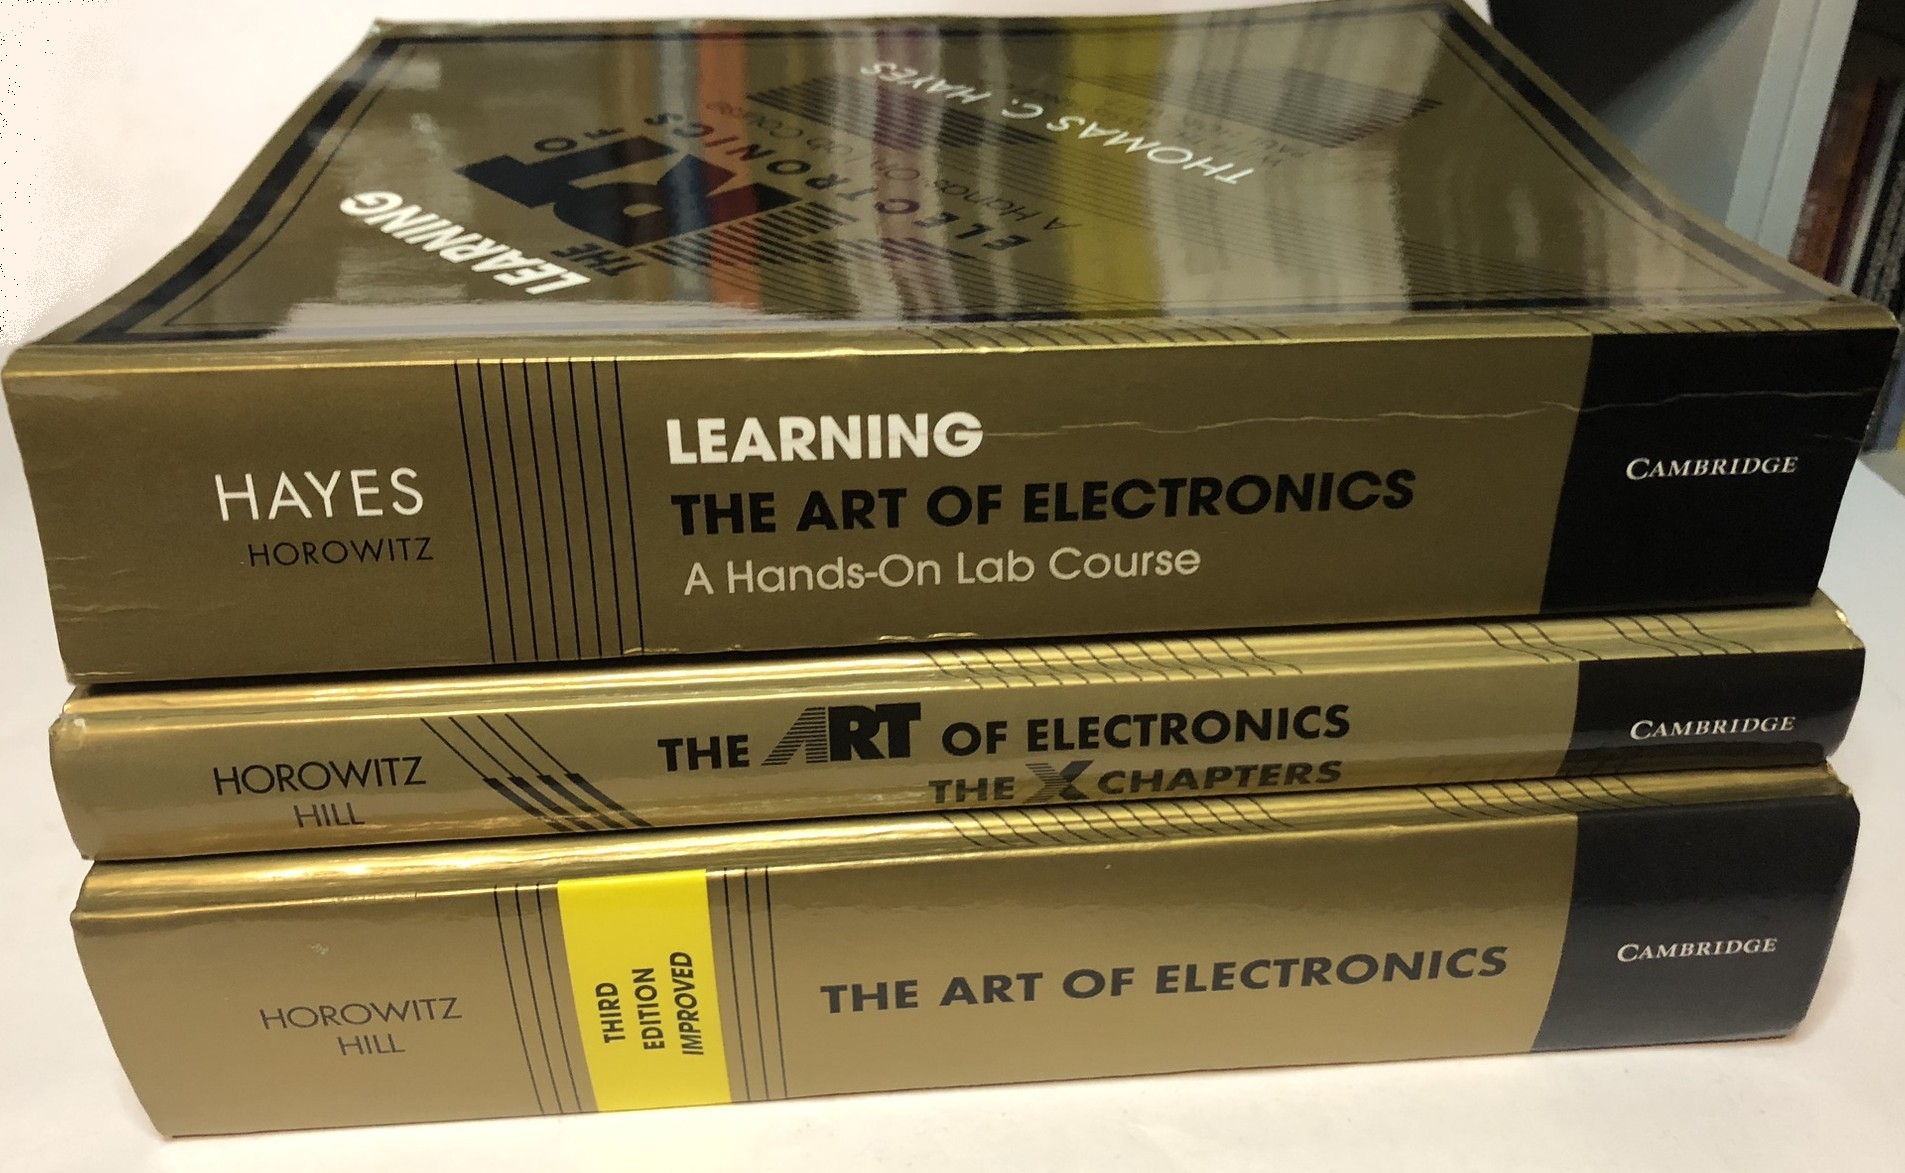 LEARNING
THE
ART
OF
ELECTRONICS
A Hands-On Lab Course
THOMAS C. HAYES
HAYES
HOROWITZ
LEARNING
THE ART OF ELECTRONICS
A Hands-On Lab Course
CAMBRIDGE
HOROWITZ
HILL
THE ART OF ELECTRONICS
THE X CHAPTERS
CAMBRIDGE
HOROWITZ
HILL
THIRD
EDITION
IMPROVED
THE ART OF ELECTRONICS
CAMBRIDGE